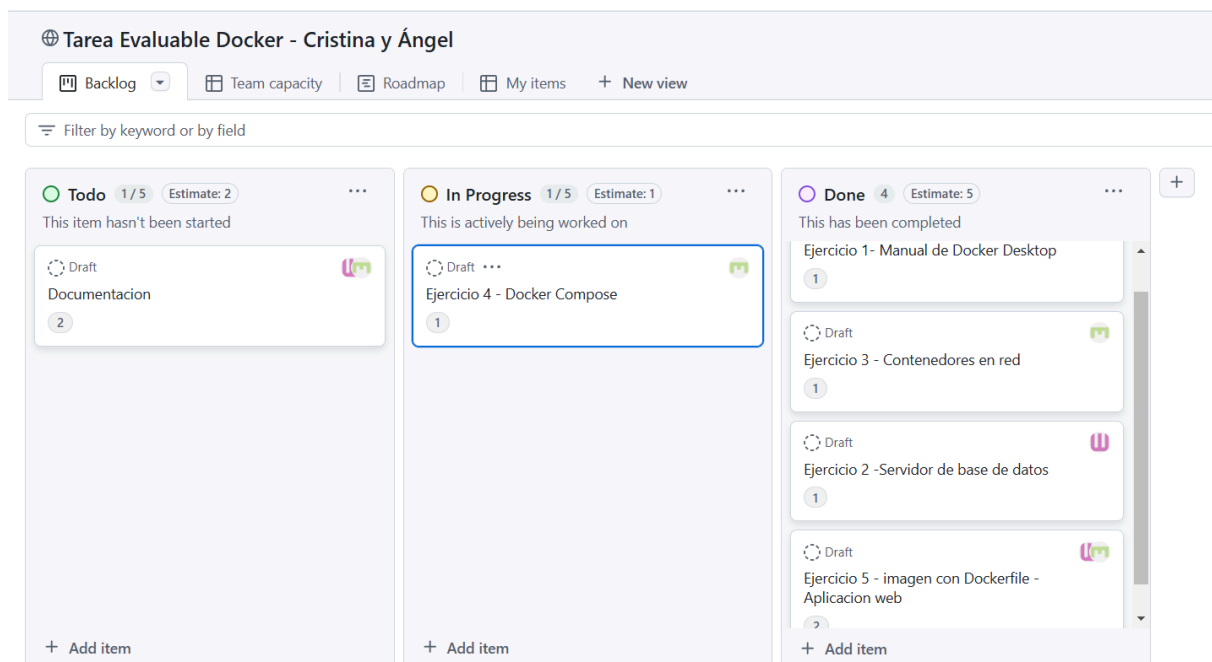 Tarea Evaluable Docker - Cristina y Ángel
Backlog
Team capacity
Roadmap
My items
+ New view
Filter by keyword or by field
Todo 1 / 5 Estimate: 2 ...
This item hasn't been started
Draft
Documentacion
2
+ Add item
In Progress 1 / 5 Estimate: 1 ...
This is actively being worked on
Draft ...
Ejercicio 4 - Docker Compose
1
+ Add item
Done 4 Estimate: 5 ...
This has been completed
Ejercicio 1- Manual de Docker Desktop
1
Draft
Ejercicio 3 - Contenedores en red
1
Draft
Ejercicio 2 -Servidor de base de datos
1
Draft
Ejercicio 5 - imagen con Dockerfile -
Aplicacion web
2
+ Add item
+